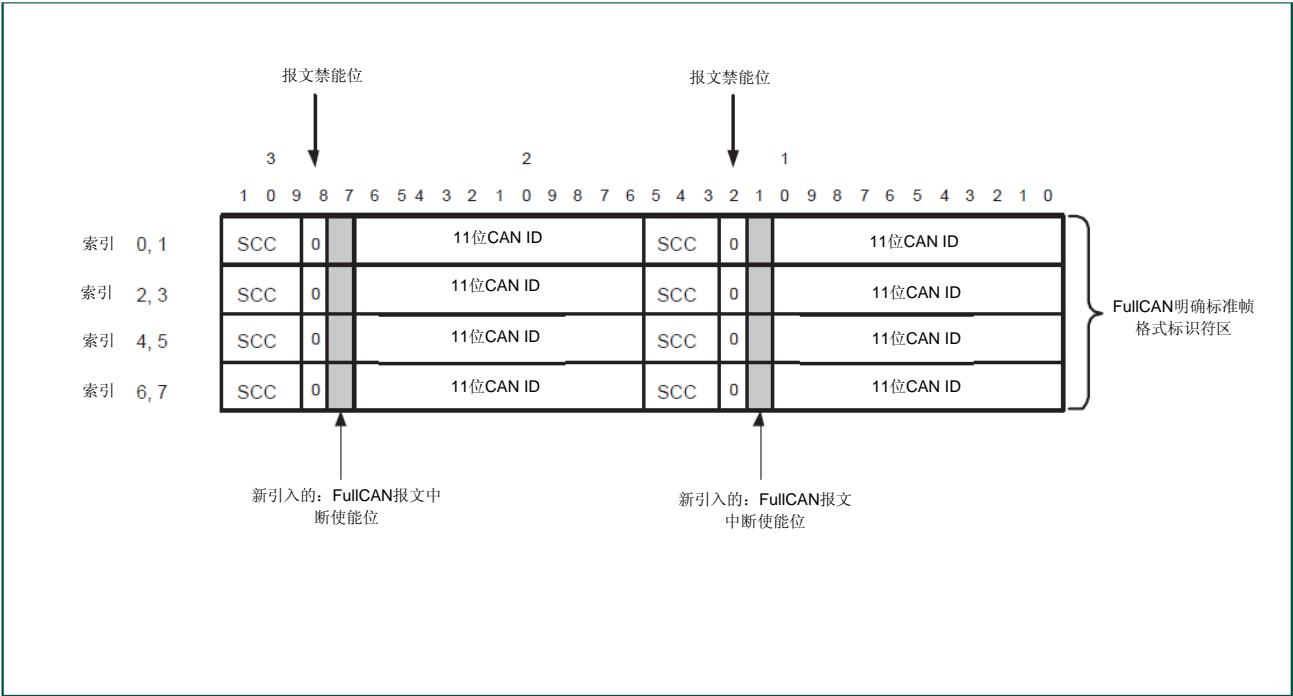 报文禁能位 报文禁能位
3 2 1
1 0 9 8 7 6 5 4 3 2 1 0 9 8 7 6 5 4 3 2 1 0 9 8 7 6 5 4 3 2 1 0
索引 0, 1 SCC 0 11位CAN ID SCC 0 11位CAN ID
索引 2, 3 SCC 0 11位CAN ID SCC 0 11位CAN ID
索引 4, 5 SCC 0 11位CAN ID SCC 0 11位CAN ID
索引 6, 7 SCC 0 11位CAN ID SCC 0 11位CAN ID
FullCAN明确标准帧
格式标识符区
新引入的：FullCAN报文中
断使能位
新引入的：FullCAN报文
中断使能位